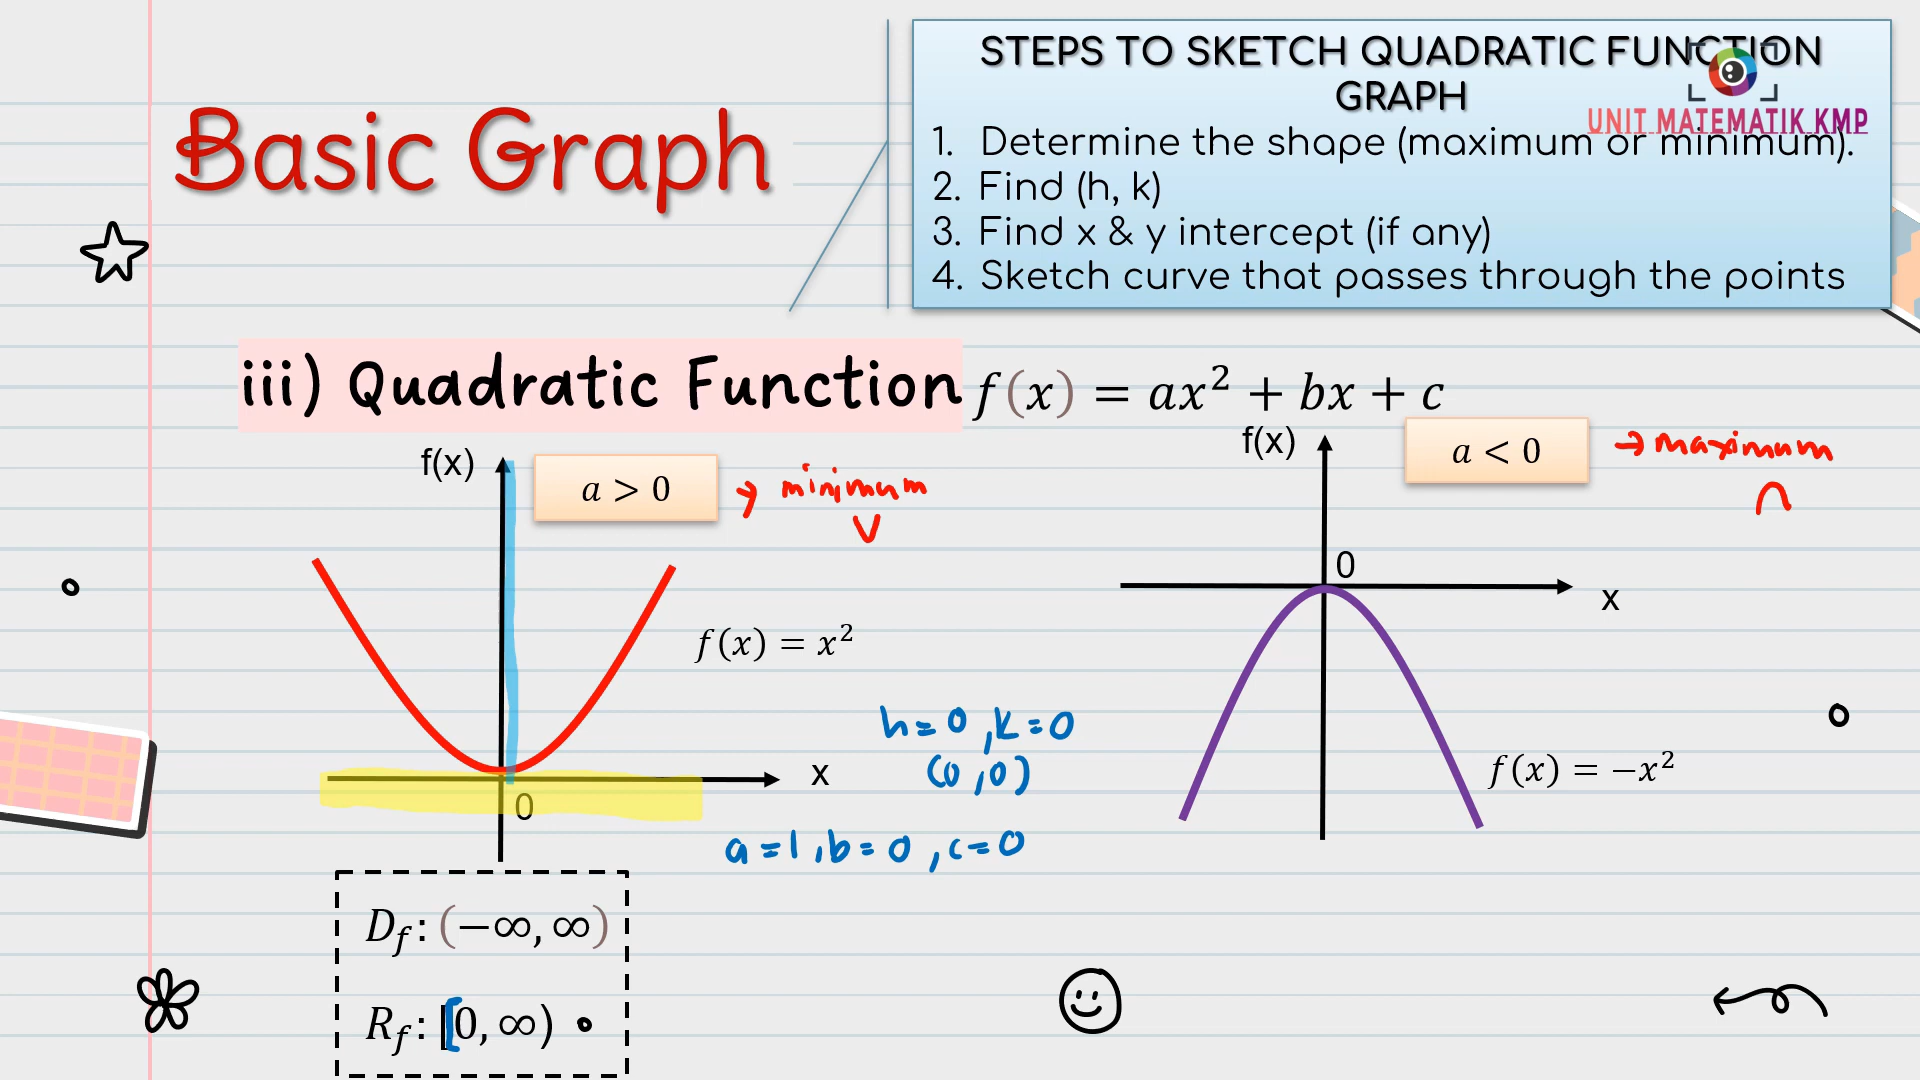 STEPS TO SKETCH QUADRATIC FUNCTION
GRAPH
UNIT MATEMATIK KMP
1. Determine the shape (maximum or minimum).
2. Find (h, k)
3. Find x & y intercept (if any)
4. Sketch curve that passes through the points
Basic Graph
iii) Quadratic Function f(x) = ax² + bx + c
f(x)
a > 0
→ minimum
f(x) = x²
x
0
h=0, k=0
(0,0)
a=1, b=0, c=0
D_f: (−∞, ∞)
R_f: [0, ∞)
f(x)
a < 0
→ maximum
0
x
f(x) = −x²